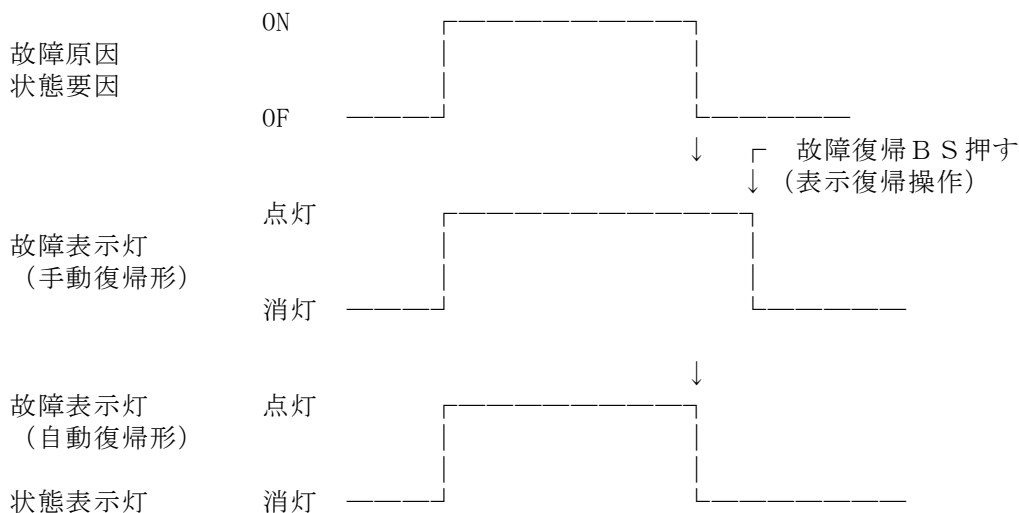 ON
故障原因
状態要因
OF
↓ 故障復帰ＢＳ押す
↓（表示復帰操作）
点灯
故障表示灯
（手動復帰形）
消灯
↓
故障表示灯 点灯
（自動復帰形）
状態表示灯 消灯